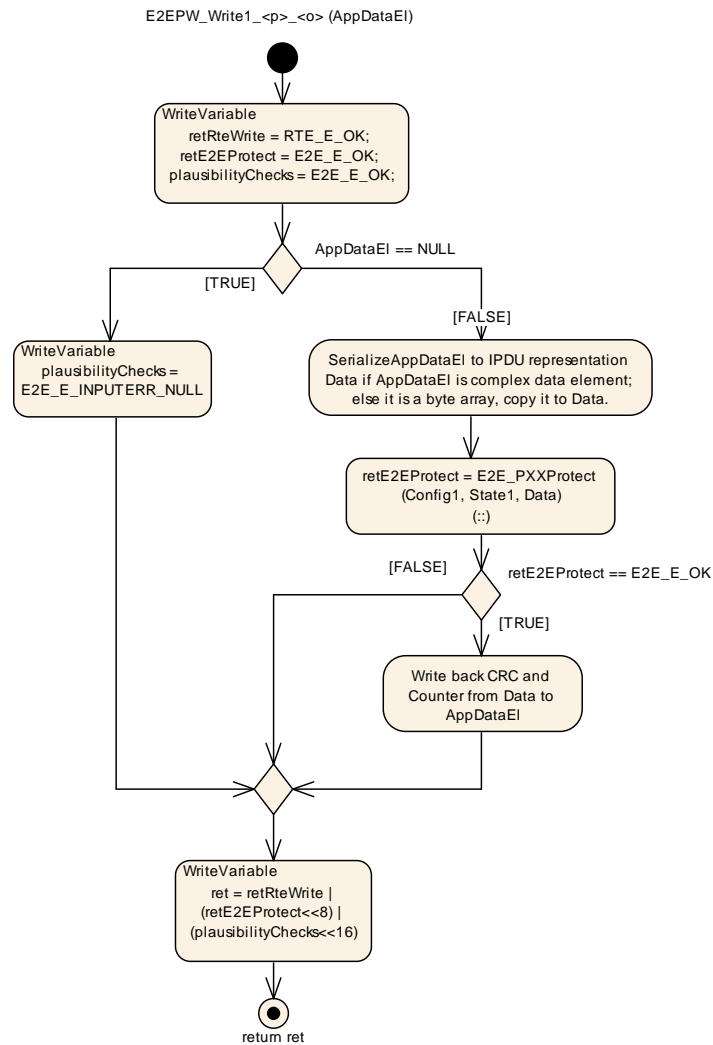 E2EPW_Write1_<p>_<o> (AppDataEl)
WriteVariable
retRteWrite = RTE_E_OK;
retE2EProtect = E2E_E_OK;
plausibilityChecks = E2E_E_OK;
AppDataEl == NULL
[TRUE]
[FALSE]
WriteVariable
plausibilityChecks =
E2E_E_INPUTERR_NULL
SerializeAppDataEl to IPDU representation
Data if AppDataEl is complex data element;
else it is a byte array, copy it to Data.
retE2EProtect = E2E_PXXProtect
(Config1, State1, Data)
(::)
[FALSE]
retE2EProtect == E2E_E_OK
[TRUE]
Write back CRC and
Counter from Data to
AppDataEl
WriteVariable
ret = retRteWrite |
(retE2EProtect<<8) |
(plausibilityChecks<<16)
return ret